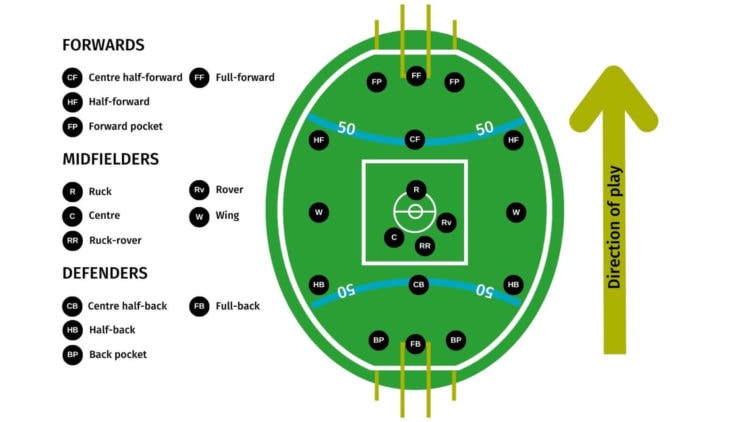 FORWARDS
CF Centre half-forward FF Full-forward
HF Half-forward
FP Forward pocket
MIDFIELDERS
R Ruck Rv Rover
C Centre W Wing
RR Ruck-rover
DEFENDERS
CB Centre half-back FB Full-back
HB Half-back
BP Back pocket
FP FF FP
50 50
HF CF HF
R
W W
Rv
C
RR
HB CB HB
50 50
BP FB BP
Direction of play